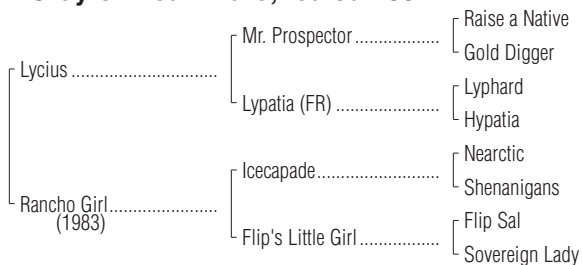 Raise a Native
Mr. Prospector
Gold Digger
Lycius
Lyphard
Lypatia (FR)
Hypatia
Nearctic
Icecapade
Shenanigans
Rancho Girl
(1983)
Flip Sal
Flip's Little Girl
Sovereign Lady